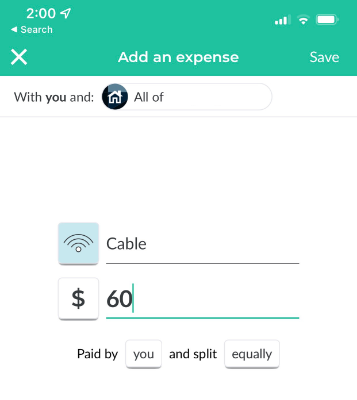 2:00
◀ Search
Add an expense
Save
With you and: All of
Cable
$ 60
Paid by you and split equally